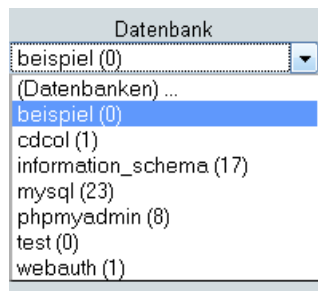 Datenbank
beispiel (0)
(Datenbanken) ...
beispiel (0)
cdcol (1)
information_schema (17)
mysql (23)
phpmyadmin (8)
test (0)
webauth (1)